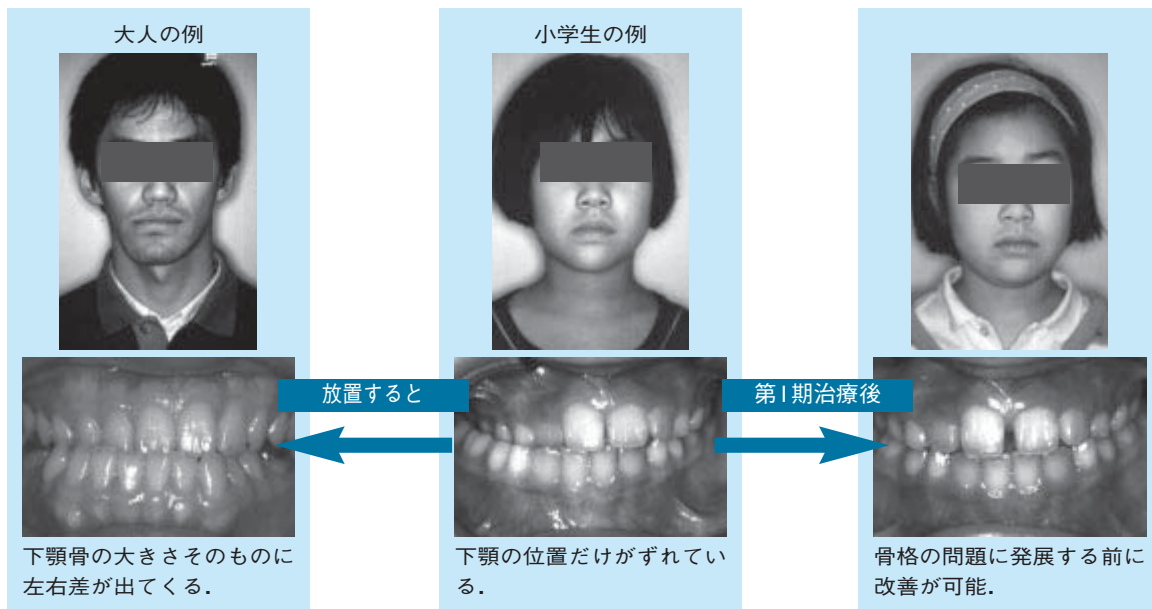 大人の例
小学生の例
放置すると
第Ⅰ期治療後
下顎骨の大きさそのものに
左右差が出てくる．
下顎の位置だけがずれてい
る．
骨格の問題に発展する前に
改善が可能．